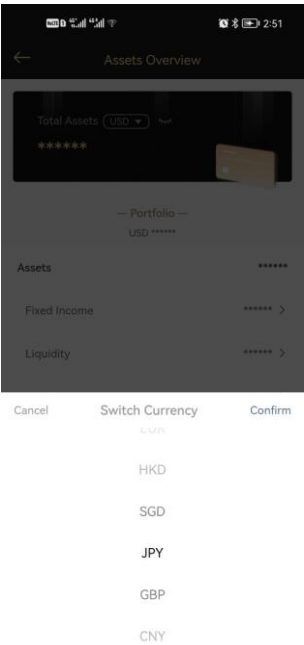 2:51
Assets Overview
Total Assets USD
******
— Portfolio —
USD ******
Assets ******
Fixed Income ****** >
Liquidity ****** >
Cancel Switch Currency Confirm
HKD
SGD
JPY
GBP
CNY